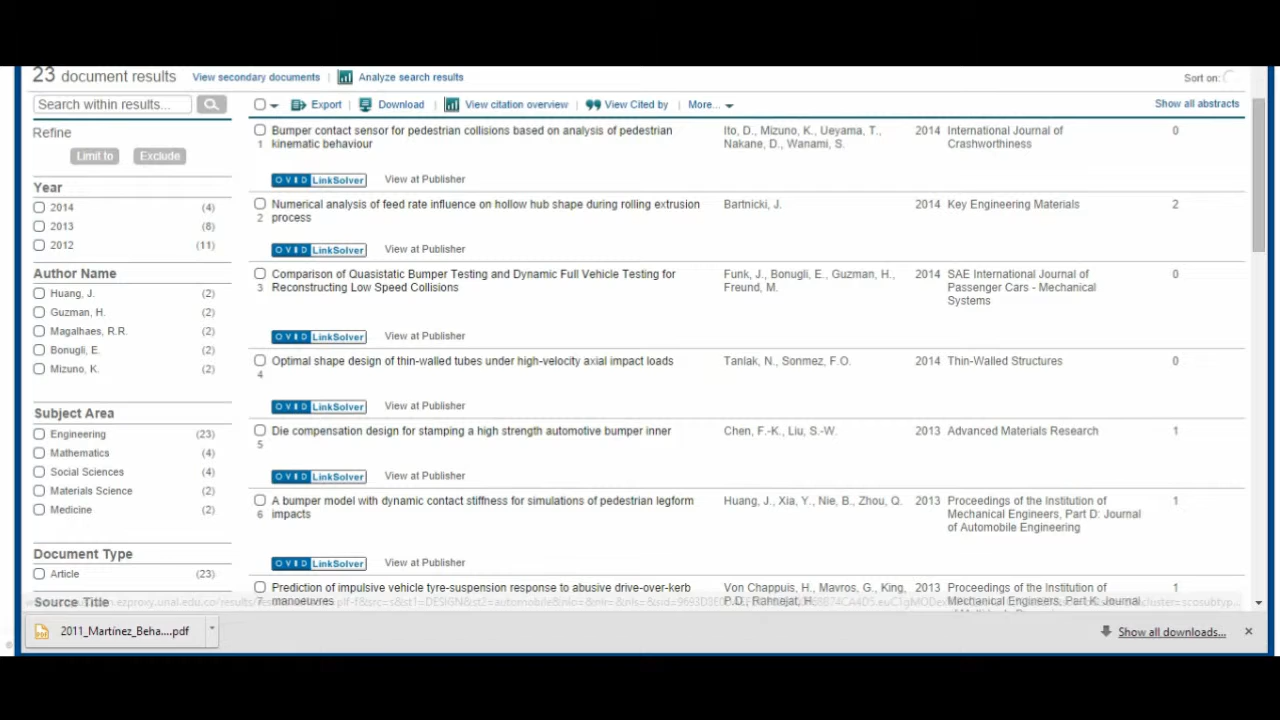 23 document results View secondary documents | Analyze search results Sort on:
Search within results... Export Download View citation overview View Cited by | More... Show all abstracts
Refine
Limit to Exclude
Year
2014 (4)
2013 (8)
2012 (11)
Author Name
Huang, J. (2)
Guzman, H. (2)
Magalhaes, R.R. (2)
Bonugli, E. (2)
Mizuno, K. (2)
Subject Area
Engineering (23)
Mathematics (4)
Social Sciences (4)
Materials Science (2)
Medicine (2)
Document Type
Article (23)
Source Title
Bumper contact sensor for pedestrian collisions based on analysis of pedestrian Ito, D., Mizuno, K., Ueyama, T., 2014 International Journal of 0
1 kinematic behaviour Nakane, D., Wanami, S. Crashworthiness
OVID LinkSolver View at Publisher
Numerical analysis of feed rate influence on hollow hub shape during rolling extrusion Bartnicki, J. 2014 Key Engineering Materials 2
2 process
OVID LinkSolver View at Publisher
Comparison of Quasistatic Bumper Testing and Dynamic Full Vehicle Testing for Funk, J., Bonugli, E., Guzman, H., 2014 SAE International Journal of 0
3 Reconstructing Low Speed Collisions Freund, M. Passenger Cars - Mechanical
Systems
OVID LinkSolver View at Publisher
Optimal shape design of thin-walled tubes under high-velocity axial impact loads Tanlak, N., Sonmez, F.O. 2014 Thin-Walled Structures 0
4
OVID LinkSolver View at Publisher
Die compensation design for stamping a high strength automotive bumper inner Chen, F.-K., Liu, S.-W. 2013 Advanced Materials Research 1
5
OVID LinkSolver View at Publisher
A bumper model with dynamic contact stiffness for simulations of pedestrian legform Huang, J., Xia, Y., Nie, B., Zhou, Q. 2013 Proceedings of the Institution of 1
6 impacts Mechanical Engineers, Part D: Journal
of Automobile Engineering
OVID LinkSolver View at Publisher
Prediction of impulsive vehicle tyre-suspension response to abusive drive-over-kerb Von Chappuis, H., Mavros, G., King, 2013 Proceedings of the Institution of 1
7 manoeuvres P.D., Rahnejat, H. Mechanical Engineers, Part K: Journal
2011_Martínez_Beha....pdf Show all downloads...